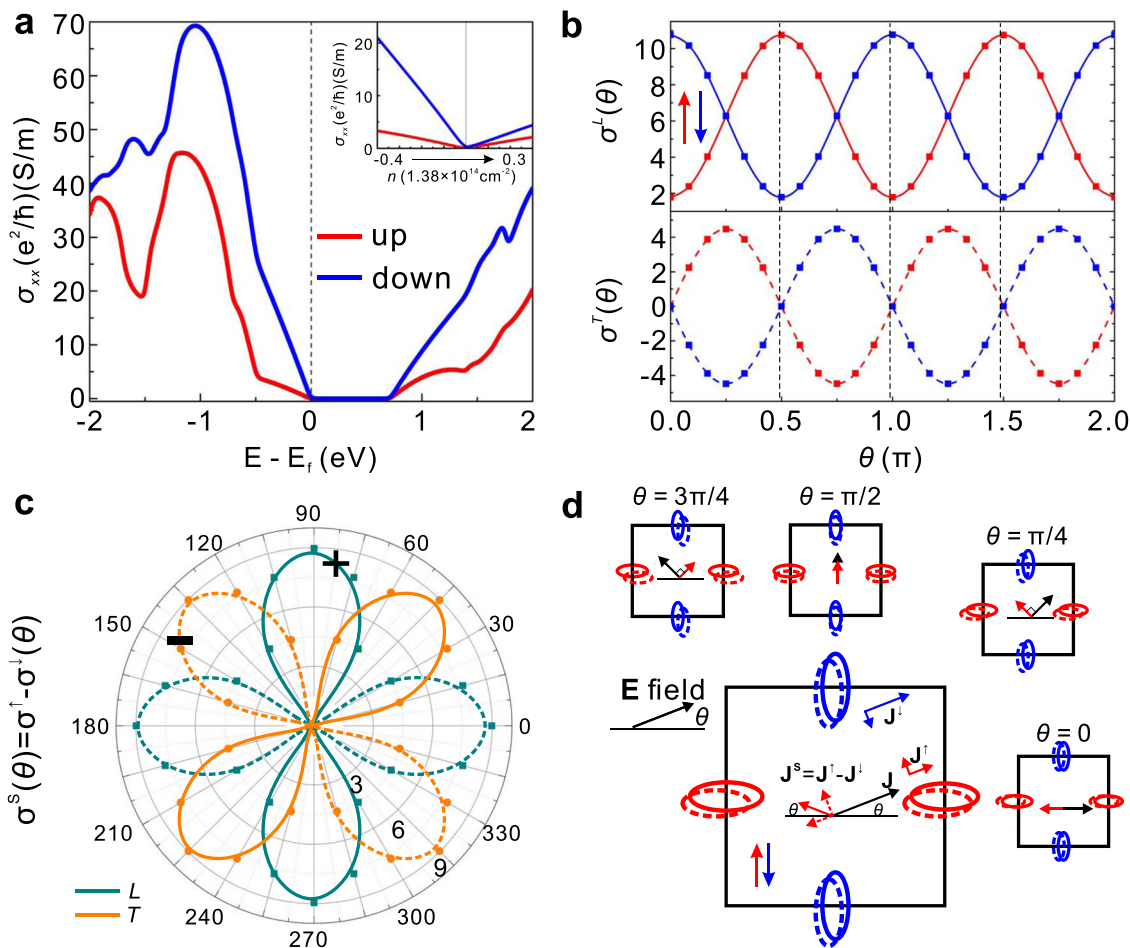 a
σxx(e²/ħ)(S/m)
70
60
50
40
30
20
10
0
-2
-1
0
1
2
E - Ef (eV)
up
down
σxx(e²/ħ)(S/m)
20
10
0
-0.4
0.3
n (1.38×10¹⁴cm⁻²)
b
σᴸ(θ)
10
8
6
4
2
σᵀ(θ)
4
2
0
-2
-4
0.0
0.5
1.0
1.5
2.0
θ (π)
c
σˢ(θ)=σ↑-σ↓(θ)
90
120
60
150
30
180
0
210
330
240
300
270
3
6
9
+
-
L
T
d
θ = 3π/4
θ = π/2
θ = π/4
E field
θ
J↓
J↑
Jˢ=J↑-J↓
J
θ
θ
θ = 0